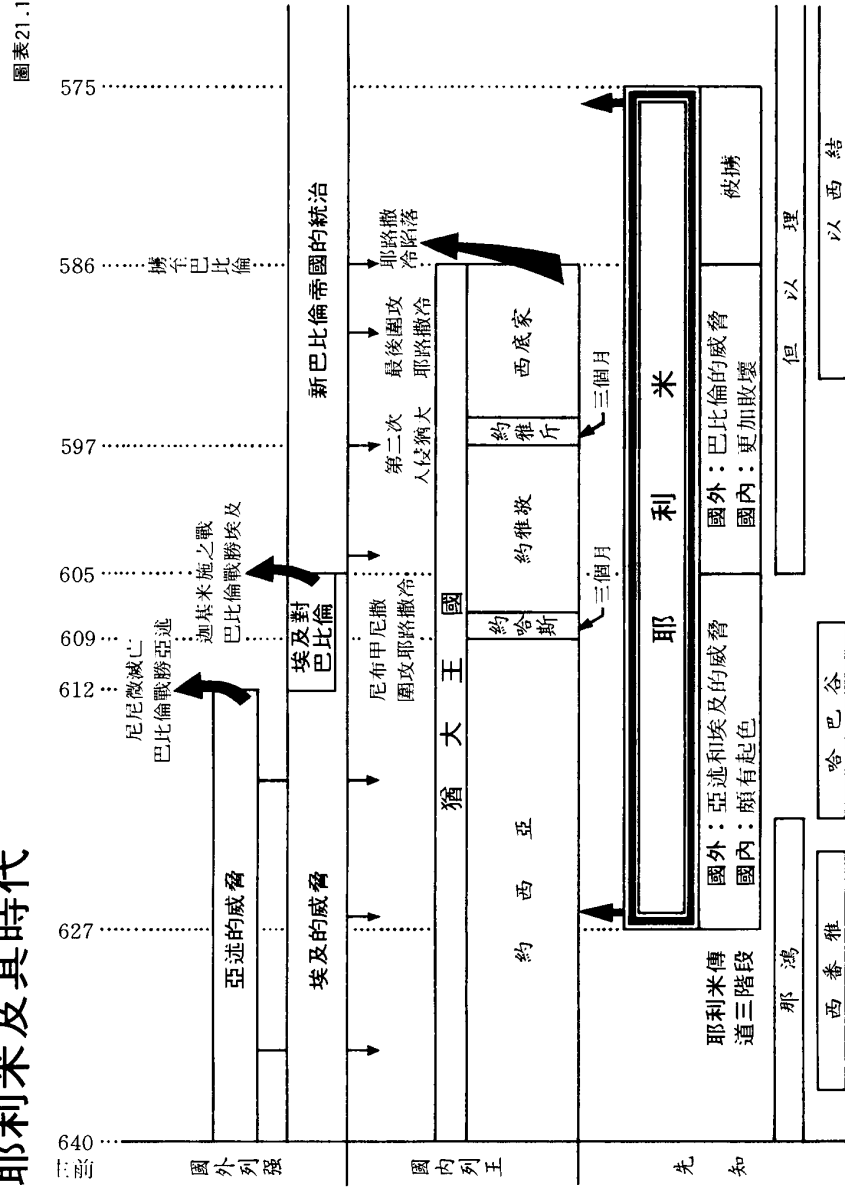 圖表21.1
耶利米及其時代
主前
640
627
612
609
605
597
586
575
國外列强
亞述的威脅
尼尼微滅亡
巴比倫戰勝亞述
迦基米施之戰
巴比倫戰勝埃及
擄至巴比倫
埃及的威脅
埃及對
巴比倫
新巴比倫帝國的統治
國內列王
尼布甲尼撒
圍攻耶路撒冷
第二次
入侵猶大
最後圍攻
耶路撒冷
耶路撒
冷陷落
猶大王國
約西亞
約哈斯
約雅敬
約雅斤
西底家
三個月
三個月
先知
耶利米
耶利米傳
道三階段
國外：亞述和埃及的威脅
國內：頗有起色
國外：巴比倫的威脅
國內：更加敗壞
被擄
那鴻
但以理
西番雅
哈巴谷
以西結